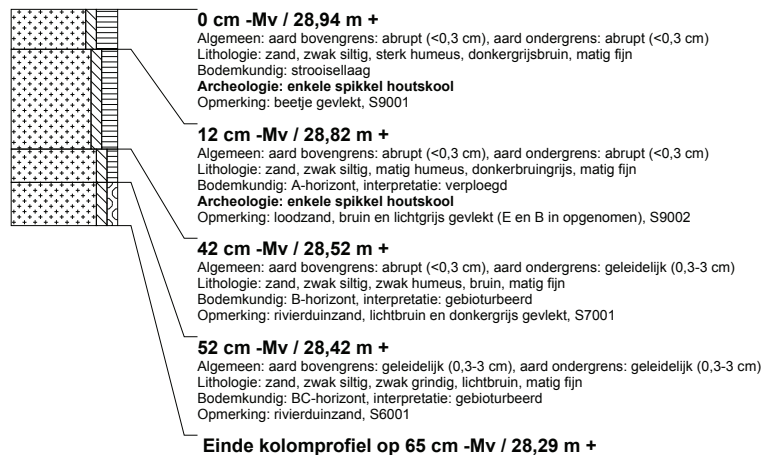 0 cm -Mv / 28,94 m +
Algemeen: aard bovengrens: abrupt (<0,3 cm), aard ondergrens: abrupt (<0,3 cm)
Lithologie: zand, zwak siltig, sterk humeus, donkergrijsbruin, matig fijn
Bodemkundig: strooisellaag
Archeologie: enkele spikkel houtskool
Opmerking: beetje gevlekt, S9001
12 cm -Mv / 28,82 m +
Algemeen: aard bovengrens: abrupt (<0,3 cm), aard ondergrens: abrupt (<0,3 cm)
Lithologie: zand, zwak siltig, matig humeus, donkerbruingrijs, matig fijn
Bodemkundig: A-horizont, interpretatie: verploegd
Archeologie: enkele spikkel houtskool
Opmerking: loodzand, bruin en lichtgrijs gevlekt (E en B in opgenomen), S9002
42 cm -Mv / 28,52 m +
Algemeen: aard bovengrens: abrupt (<0,3 cm), aard ondergrens: geleidelijk (0,3-3 cm)
Lithologie: zand, zwak siltig, zwak humeus, bruin, matig fijn
Bodemkundig: B-horizont, interpretatie: gebioturbeerd
Opmerking: rivierduinzand, lichtbruin en donkergrijs gevlekt, S7001
52 cm -Mv / 28,42 m +
Algemeen: aard bovengrens: geleidelijk (0,3-3 cm), aard ondergrens: geleidelijk (0,3-3 cm)
Lithologie: zand, zwak siltig, zwak grindig, lichtbruin, matig fijn
Bodemkundig: BC-horizont, interpretatie: gebioturbeerd
Opmerking: rivierduinzand, S6001
Einde kolomprofiel op 65 cm -Mv / 28,29 m +